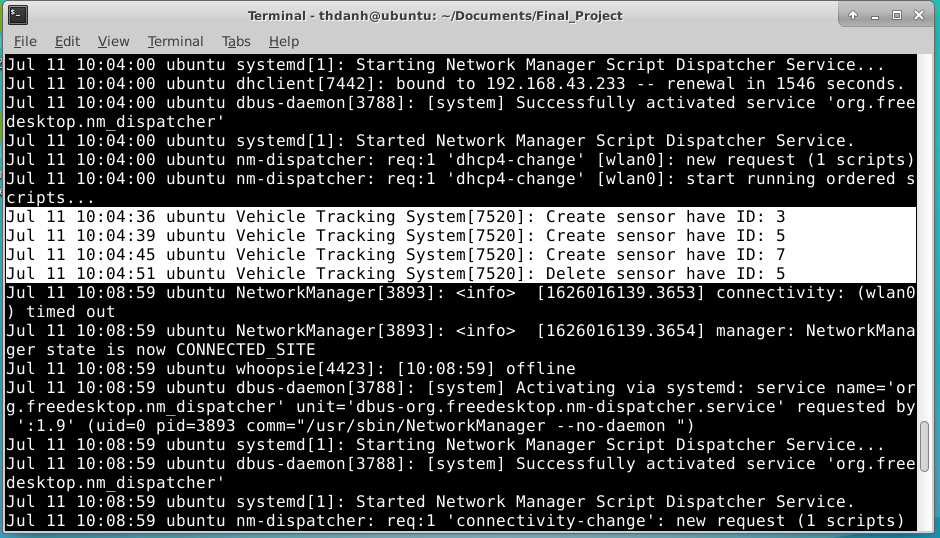 Terminal - thdanh@ubuntu: ~/Documents/Final_Project
File Edit View Terminal Tabs Help
Jul 11 10:04:00 ubuntu systemd[1]: Starting Network Manager Script Dispatcher Service...
Jul 11 10:04:00 ubuntu dhclient[7442]: bound to 192.168.43.233 -- renewal in 1546 seconds.
Jul 11 10:04:00 ubuntu dbus-daemon[3788]: [system] Successfully activated service 'org.free
desktop.nm_dispatcher'
Jul 11 10:04:00 ubuntu systemd[1]: Started Network Manager Script Dispatcher Service.
Jul 11 10:04:00 ubuntu nm-dispatcher: req:1 'dhcp4-change' [wlan0]: new request (1 scripts)
Jul 11 10:04:00 ubuntu nm-dispatcher: req:1 'dhcp4-change' [wlan0]: start running ordered s
cripts...
Jul 11 10:04:36 ubuntu Vehicle Tracking System[7520]: Create sensor have ID: 3
Jul 11 10:04:39 ubuntu Vehicle Tracking System[7520]: Create sensor have ID: 5
Jul 11 10:04:45 ubuntu Vehicle Tracking System[7520]: Create sensor have ID: 7
Jul 11 10:04:51 ubuntu Vehicle Tracking System[7520]: Delete sensor have ID: 5
Jul 11 10:08:59 ubuntu NetworkManager[3893]: <info>  [1626016139.3653] connectivity: (wlan0
) timed out
Jul 11 10:08:59 ubuntu NetworkManager[3893]: <info>  [1626016139.3654] manager: NetworkMana
ger state is now CONNECTED_SITE
Jul 11 10:08:59 ubuntu whoopsie[4423]: [10:08:59] offline
Jul 11 10:08:59 ubuntu dbus-daemon[3788]: [system] Activating via systemd: service name='or
g.freedesktop.nm_dispatcher' unit='dbus-org.freedesktop.nm-dispatcher.service' requested by
 ':1.9' (uid=0 pid=3893 comm="/usr/sbin/NetworkManager --no-daemon ")
Jul 11 10:08:59 ubuntu systemd[1]: Starting Network Manager Script Dispatcher Service...
Jul 11 10:08:59 ubuntu dbus-daemon[3788]: [system] Successfully activated service 'org.free
desktop.nm_dispatcher'
Jul 11 10:08:59 ubuntu systemd[1]: Started Network Manager Script Dispatcher Service.
Jul 11 10:08:59 ubuntu nm-dispatcher: req:1 'connectivity-change': new request (1 scripts)